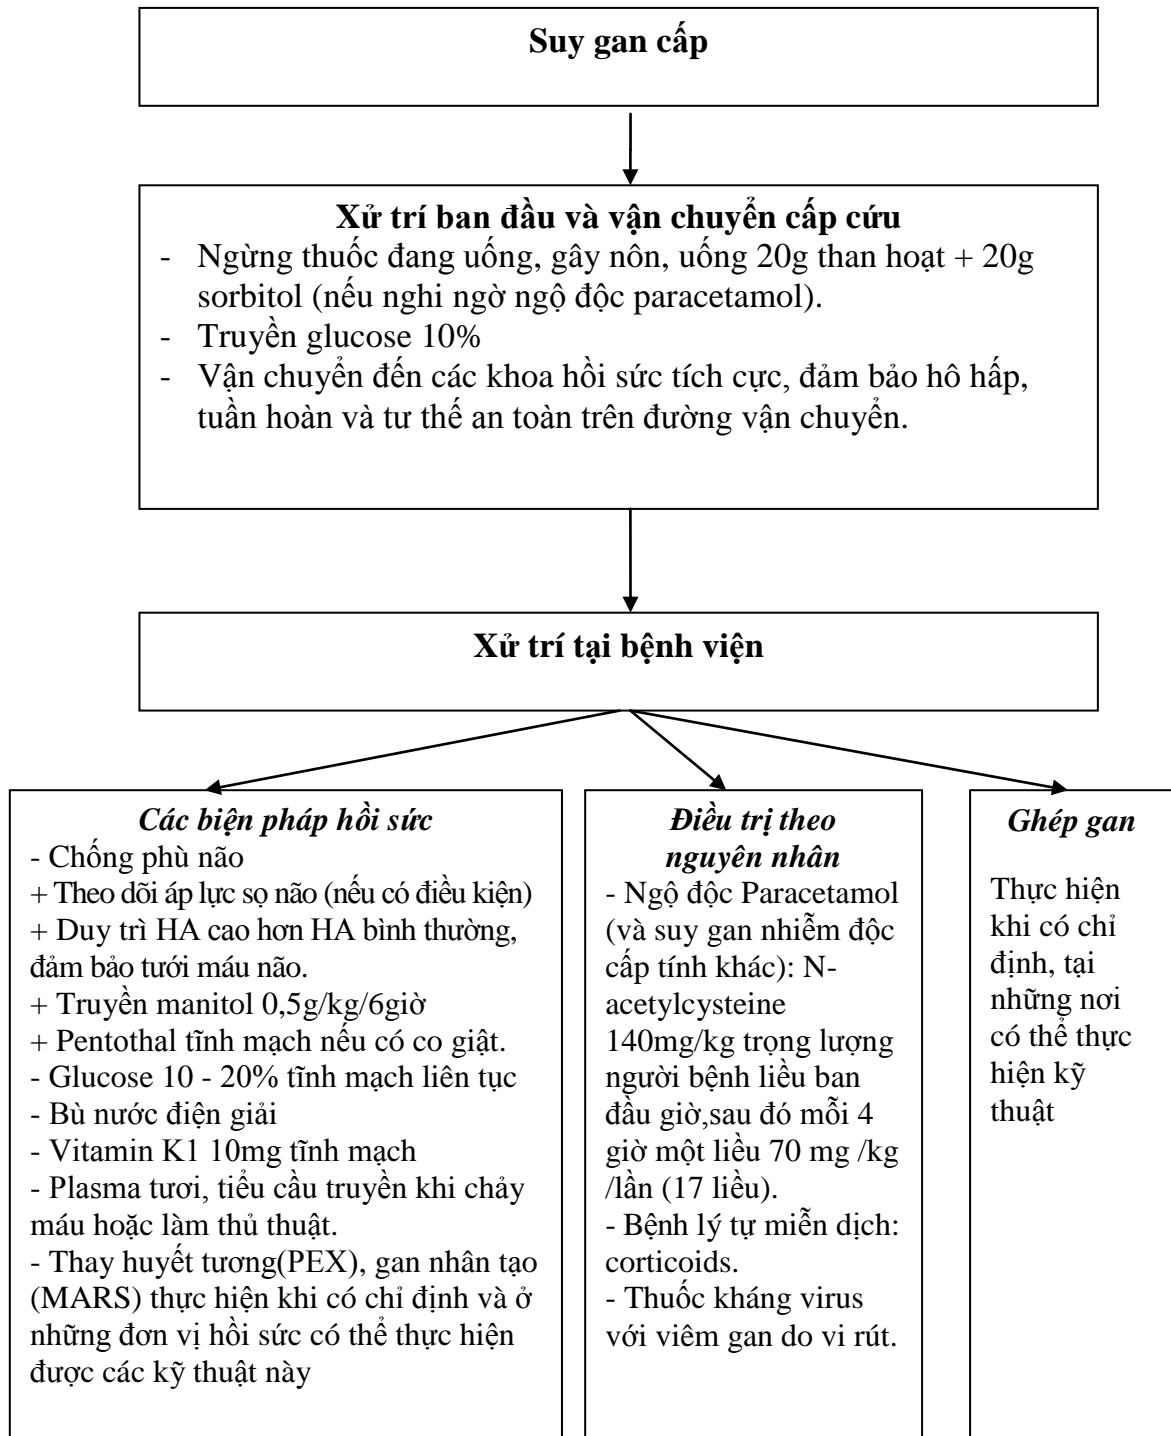 Suy gan cấp
Xử trí ban đầu và vận chuyển cấp cứu
- Ngừng thuốc đang uống, gây nôn, uống 20g than hoạt + 20g
sorbitol (nếu nghi ngờ ngộ độc paracetamol).
- Truyền glucose 10%
- Vận chuyển đến các khoa hồi sức tích cực, đảm bảo hô hấp,
tuần hoàn và tư thế an toàn trên đường vận chuyển.
Xử trí tại bệnh viện
Các biện pháp hồi sức
- Chống phù não
+ Theo dõi áp lực sọ não (nếu có điều kiện)
+ Duy trì HA cao hơn HA bình thường,
đảm bảo tưới máu não.
+ Truyền manitol 0,5g/kg/6giờ
+ Pentothal tĩnh mạch nếu có co giật.
- Glucose 10 - 20% tĩnh mạch liên tục
- Bù nước điện giải
- Vitamin K1 10mg tĩnh mạch
- Plasma tươi, tiểu cầu truyền khi chảy
máu hoặc làm thủ thuật.
- Thay huyết tương(PEX), gan nhân tạo
(MARS) thực hiện khi có chỉ định và ở
những đơn vị hồi sức có thể thực hiện
được các kỹ thuật này
Điều trị theo
nguyên nhân
- Ngộ độc Paracetamol
(và suy gan nhiễm độc
cấp tính khác): N-
acetylcysteine
140mg/kg trọng lượng
người bệnh liều ban
đầu giờ,sau đó mỗi 4
giờ một liều 70 mg /kg
/lần (17 liều).
- Bệnh lý tự miễn dịch:
corticoids.
- Thuốc kháng virus
với viêm gan do vi rút.
Ghép gan
Thực hiện
khi có chỉ
định, tại
những nơi
có thể thực
hiện kỹ
thuật